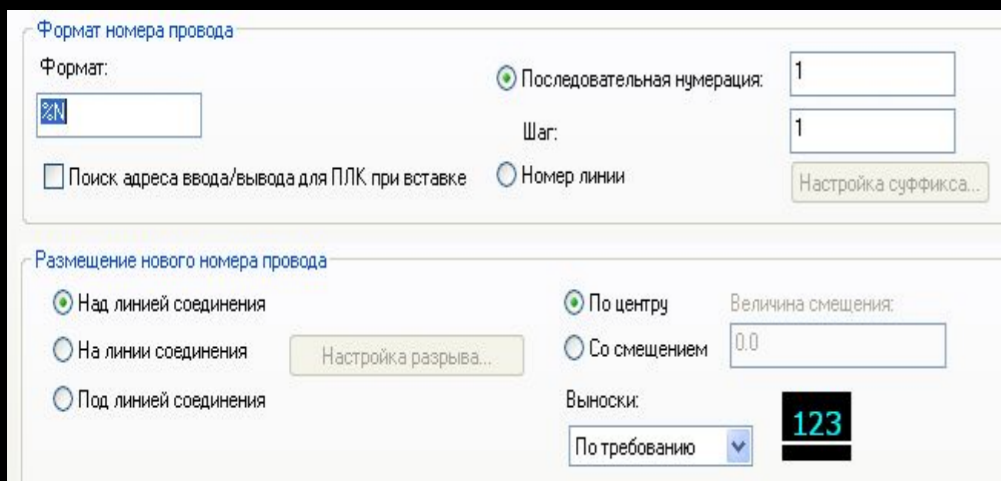 Формат номера провода
Формат:
%N
Поиск адреса ввода/вывода для ПЛК при вставке
Последовательная нумерация:
1
Шаг:
1
Номер линии
Настройка суффикса...
Размещение нового номера провода
Над линией соединения
На линии соединения
Настройка разрыва...
Под линией соединения
По центру
Величина смещения:
Со смещением
0.0
Выноски:
По требованию
123